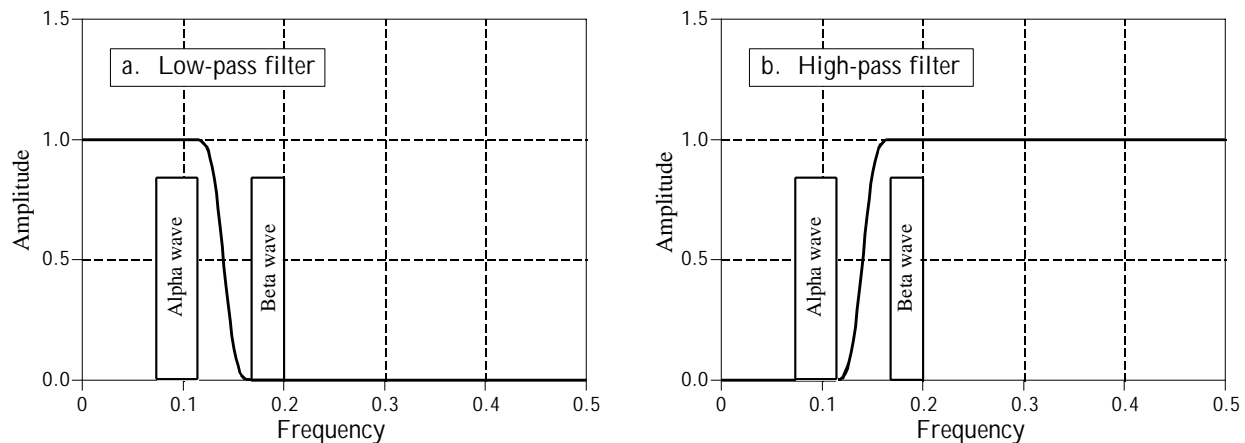 a. Low-pass filter
Amplitude
1.5
1.0
0.5
0.0
Alpha wave
Beta wave
0 0.1 0.2 0.3 0.4 0.5
Frequency
b. High-pass filter
Amplitude
1.5
1.0
0.5
0.0
Alpha wave
Beta wave
0 0.1 0.2 0.3 0.4 0.5
Frequency